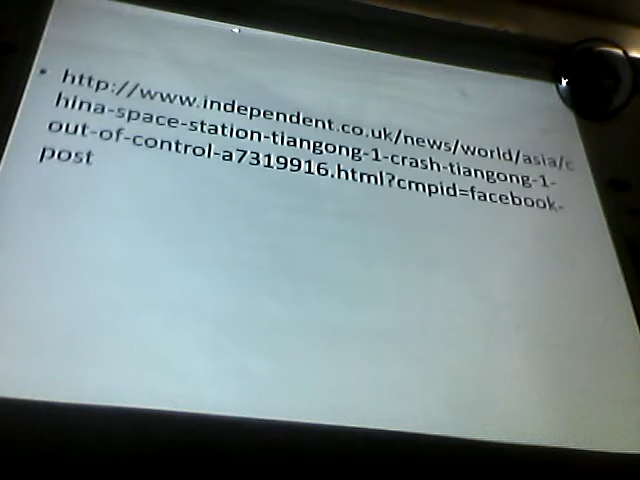 • http://www.independent.co.uk/news/world/asia/c
hina-space-station-tiangong-1-crash-tiangong-1-
out-of-control-a7319916.html?cmpid=facebook-
post